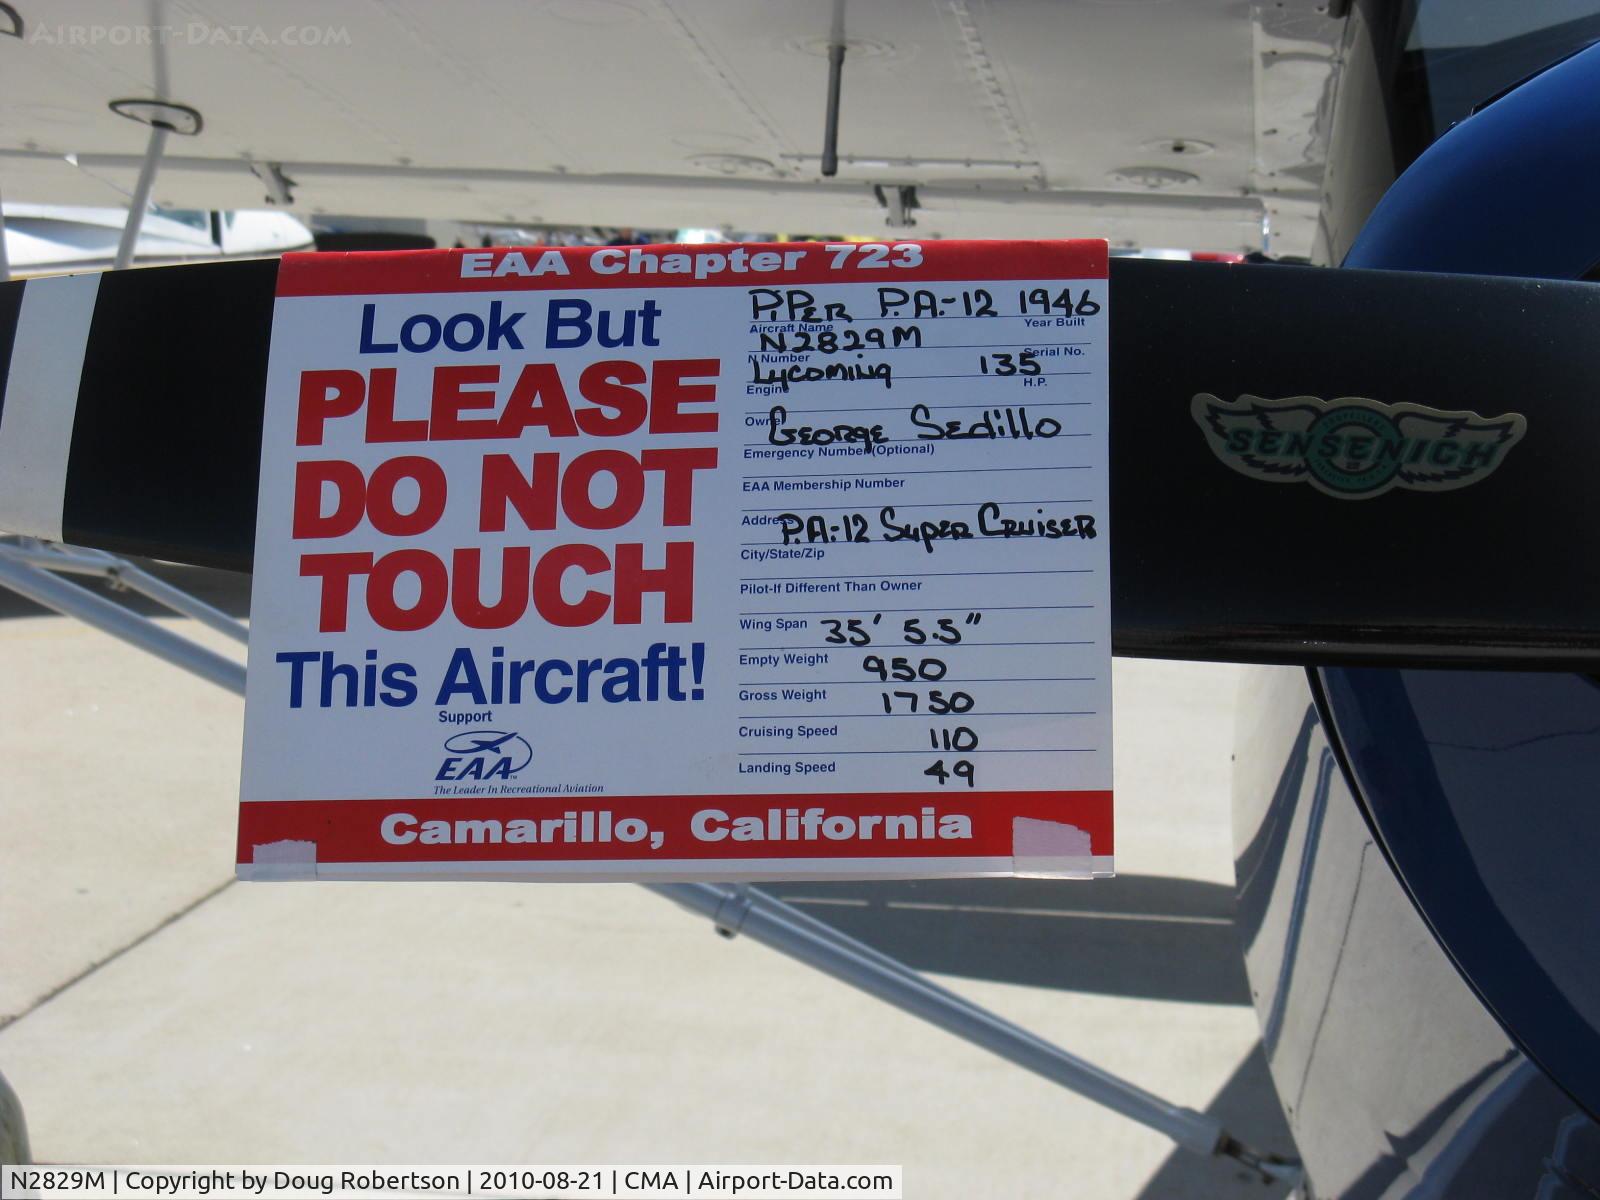 AIRPORT-DATA.COM
EAA Chapter 723
Look But
PLEASE
DO NOT
TOUCH
This Aircraft!
Support
EAA™
The Leader In Recreational Aviation
PiPER P.A-12 1946
Aircraft Name Year Built
N2829M
N Number Serial No.
Lycoming 135
Engine H.P.
Owner George Sedillo
Emergency Number (Optional)
EAA Membership Number
Address P.A-12 Super Cruiser
City/State/Zip
Pilot-If Different Than Owner
Wing Span 35' 5.5"
Empty Weight 950
Gross Weight 1750
Cruising Speed 110
Landing Speed 49
Camarillo, California
PROPELLERS
SENSENICH
N2829M | Copyright by Doug Robertson | 2010-08-21 | CMA | Airport-Data.com